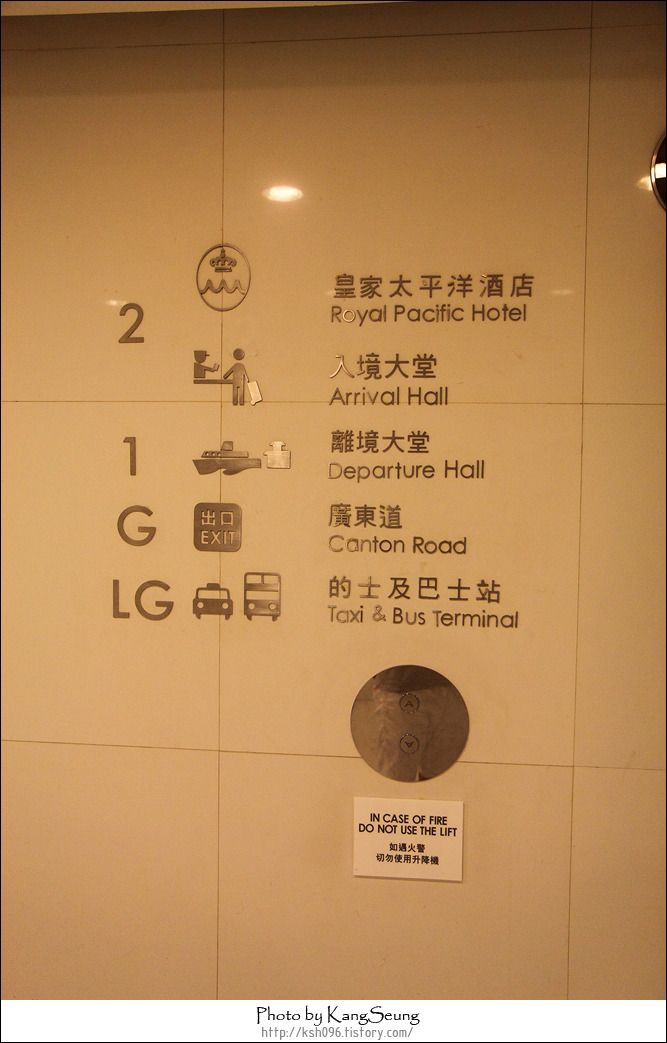 2
皇家太平洋酒店
Royal Pacific Hotel
入境大堂
Arrival Hall
1
離境大堂
Departure Hall
G
出口
EXIT
廣東道
Canton Road
LG
的士及巴士站
Taxi & Bus Terminal
IN CASE OF FIRE
DO NOT USE THE LIFT
如遇火警
切勿使用升降機
Photo by KangSeung
http://ksh096.tistory.com/